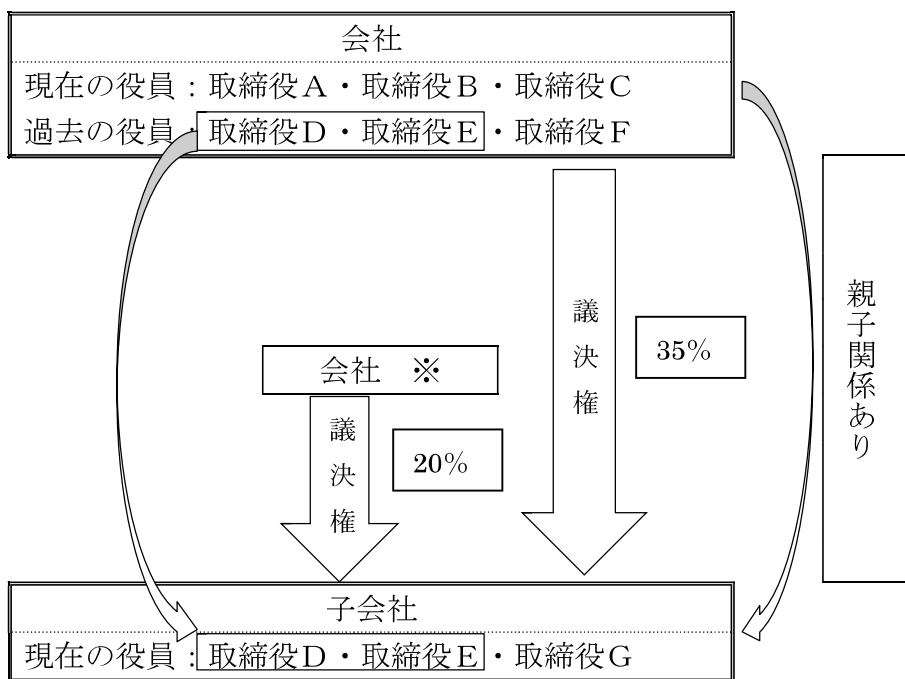 会社
現在の役員：取締役A・取締役B・取締役C
過去の役員：取締役D・取締役E・取締役F
議決権
35%
親子関係あり
会社　※
議決権
20%
子会社
現在の役員：取締役D・取締役E・取締役G